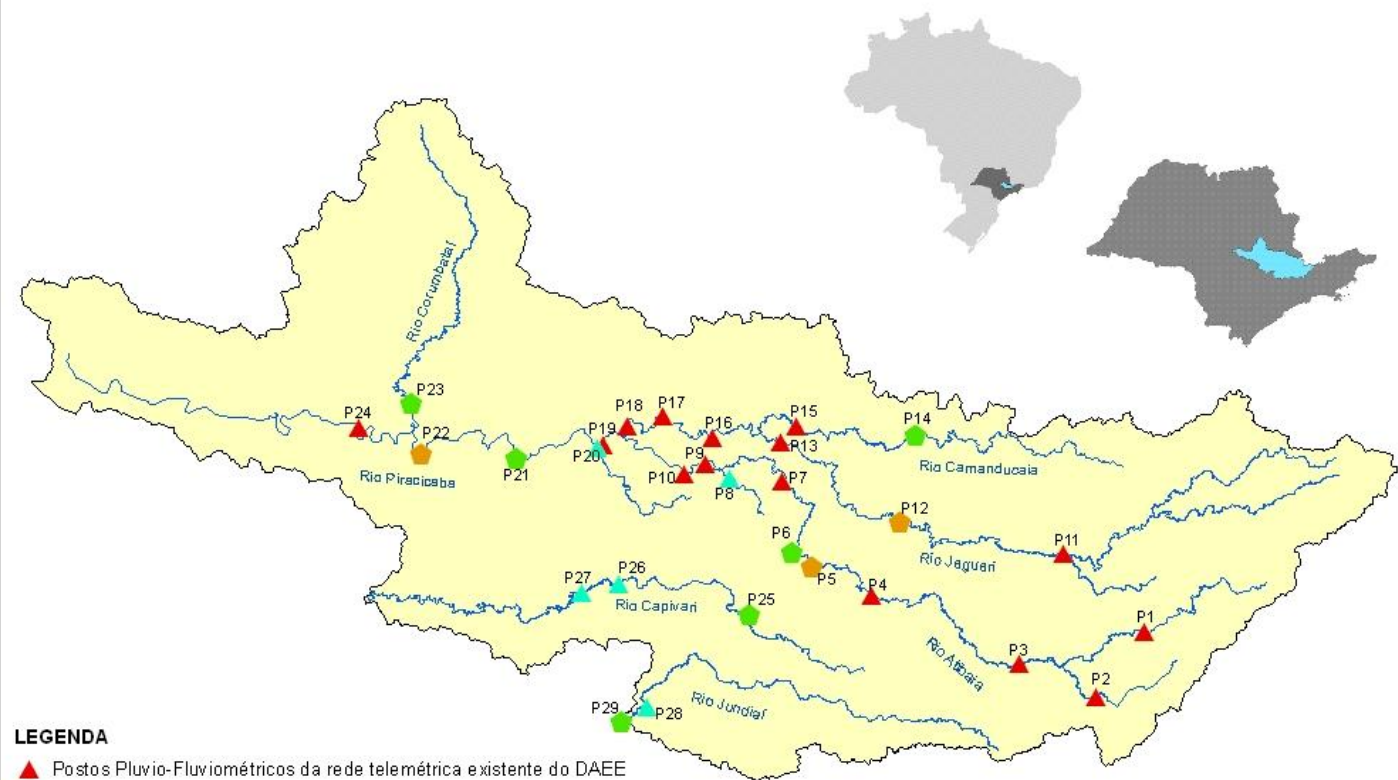 Rio Corumbataí
P23
P24
P22
Rio Piracicaba
P21
P18
P17
P19
P20
P16
P15
P13
P14
Rio Camanducaia
P9
P10
P8
P7
P12
P6
P5
P11
Rio Jaguari
P4
P27
P26
Rio Capivari
P25
P1
P3
Rio Atibaia
P2
P29
P28
Rio Jundiaí
LEGENDA
Postos Pluvio-Fluviométricos da rede telemétrica existente do DAEE